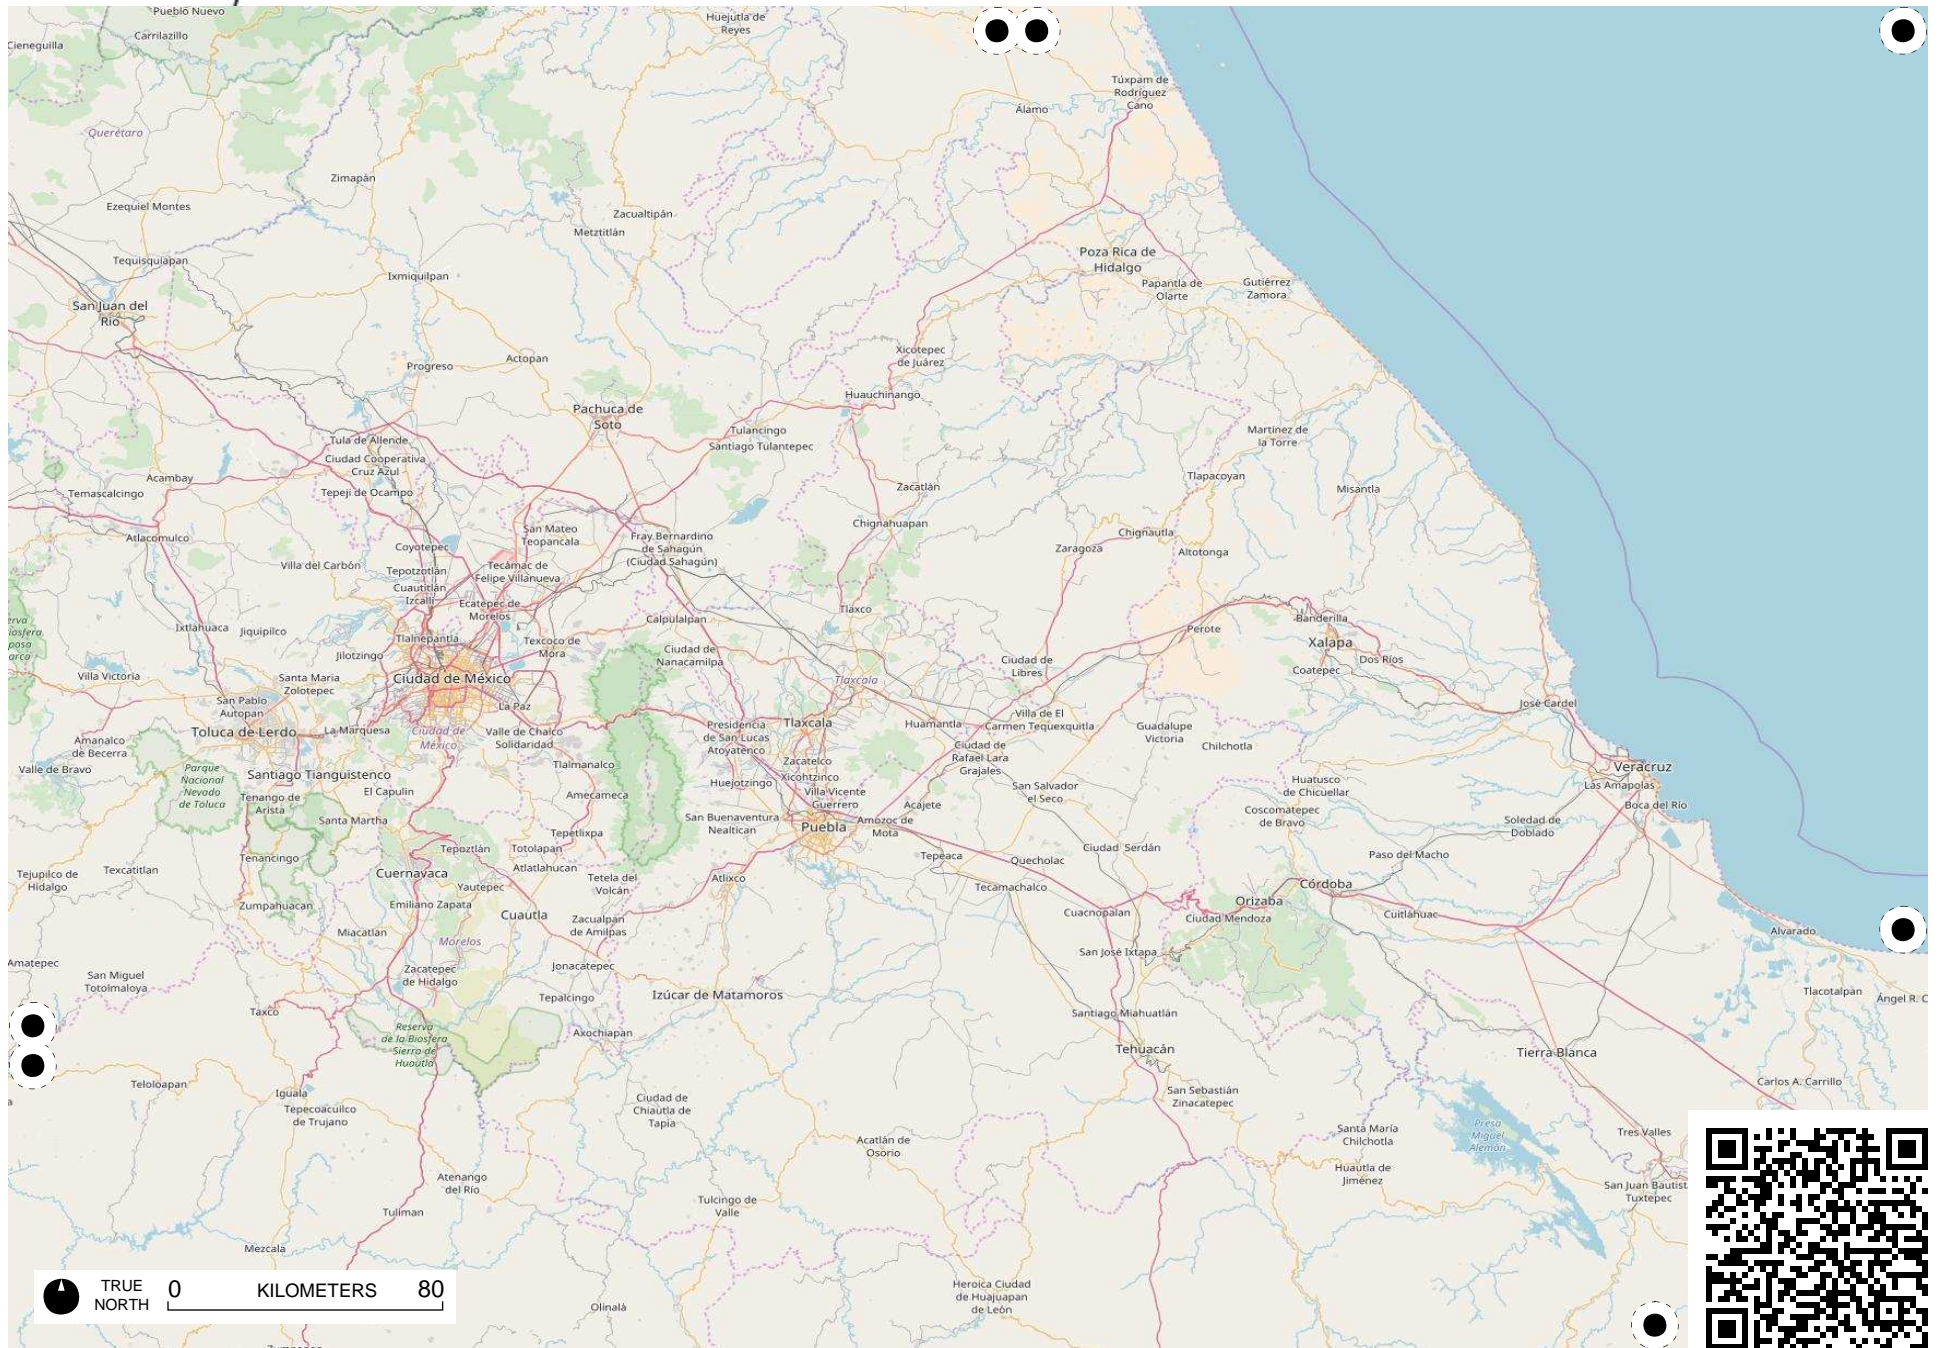 Pueblo Nuevo
Huejutla de
Reyes
Carrilazillo
Cieneguilla
Túxpam de
Rodríguez
Cano
Álamo
Querétaro
Zimapán
Ezequiel Montes
Zacualtipán
Metztitlán
Tequisquiapan
Ixmiquilpan
Poza Rica de
Hidalgo
Papantla de
Olarte
Gutiérrez
Zamora
San Juan del
Río
Progreso
Actopan
Xicotepec
de Juárez
Huauchinango
Pachuca de
Soto
Tulancingo
Santiago Tulantepec
Martínez de
la Torre
Tula de Allende
Ciudad Cooperativa
Cruz Azul
Acambay
Temascalcingo
Tepeji de Ocampo
Zacatlán
Tlapacoyan
Misantla
Chignahuapan
San Mateo
Teopancala
Fray Bernardino
de Sahagún
(Ciudad Sahagún)
Atlacomulco
Coyotepec
Zaragoza
Chignautla
Altotonga
Villa del Carbón
Tepotzotlán
Tecámac de
Felipe Villanueva
Cuautitlán
Izcalli
Ecatepec de
Morelos
Calpulalpan
Tlaxco
Ixtlahuaca
Jiquipilco
Tlalnepantla
Texcoco de
Mora
Perote
Banderilla
Xalapa
Jilotzingo
Ciudad de
Nanacamilpa
Ciudad de
Libres
Coatepec
Dos Ríos
Villa Victoria
Santa Maria
Zolotepec
Ciudad de México
Tlaxcala
San Pablo
Autopan
La Paz
José Cardel
Toluca de Lerdo
La Marquesa
Ciudad de
México
Valle de Chalco
Solidaridad
Presidencia
de San Lucas
Atoyatenco
Tlaxcala
Huamantla
Villa de El
Carmen Tequexquitla
Guadalupe
Victoria
Chilchotla
Amanalco
de Becerra
Valle de Bravo
Parque
Nacional
Nevado
de Toluca
Santiago Tianguistenco
Tlalmanalco
Zacatelco
Xicohtzinco
Ciudad de
Rafael Lara
Grajales
Veracruz
Las Amapolas
Tenango de
Arista
El Capulin
Amecameca
Huejotzingo
Villa Vicente
Guerrero
Acajete
San Salvador
el Seco
Huatusco
de Chicuellar
Boca del Río
Santa Martha
San Buenaventura
Nealtican
Puebla
Amozoc de
Mota
Coscomatepec
de Bravo
Soledad de
Doblado
Tepetlixpa
Tepoztlán
Totolapan
Atlatlahucan
Tenancingo
Texcatitlan
Tejupilco de
Hidalgo
Cuernavaca
Yautepec
Tetela del
Volcán
Atlixco
Tepeaca
Quecholac
Ciudad Serdán
Paso del Macho
Tecamachalco
Córdoba
Zumpahuacan
Emiliano Zapata
Cuautla
Zacualpan
de Amilpas
Cuacnopalan
Orizaba
Ciudad Mendoza
Cuitláhuac
Miacatlan
Morelos
Alvarado
Amatepec
San Miguel
Totolmaloya
Zacatepec
de Hidalgo
Jonacatepec
San José Ixtapa
Tepalcingo
Izúcar de Matamoros
Tlacotalpan
Ángel R. C
Taxco
Reserva
de la Biosfera
Sierra de
Huautla
Axochiapan
Santiago Miahuatlán
Tehuacán
Tierra Blanca
Teloloapan
Iguala
Tepecoacuilco
de Trujano
Ciudad de
Chiautla de
Tapia
San Sebastián
Zinacatepec
Carlos A. Carrillo
Acatlán de
Osorio
Santa María
Chilchotla
Presa
Miguel
Alemán
Tres Valles
Atenango
del Río
Huautla de
Jiménez
San Juan Bautist
Tuxtepec
Tuliman
Tulcingo de
Valle
Mezcala
Heroica Ciudad
de Huajuapan
de León
Olinalá
TRUE
NORTH
0 KILOMETERS 80